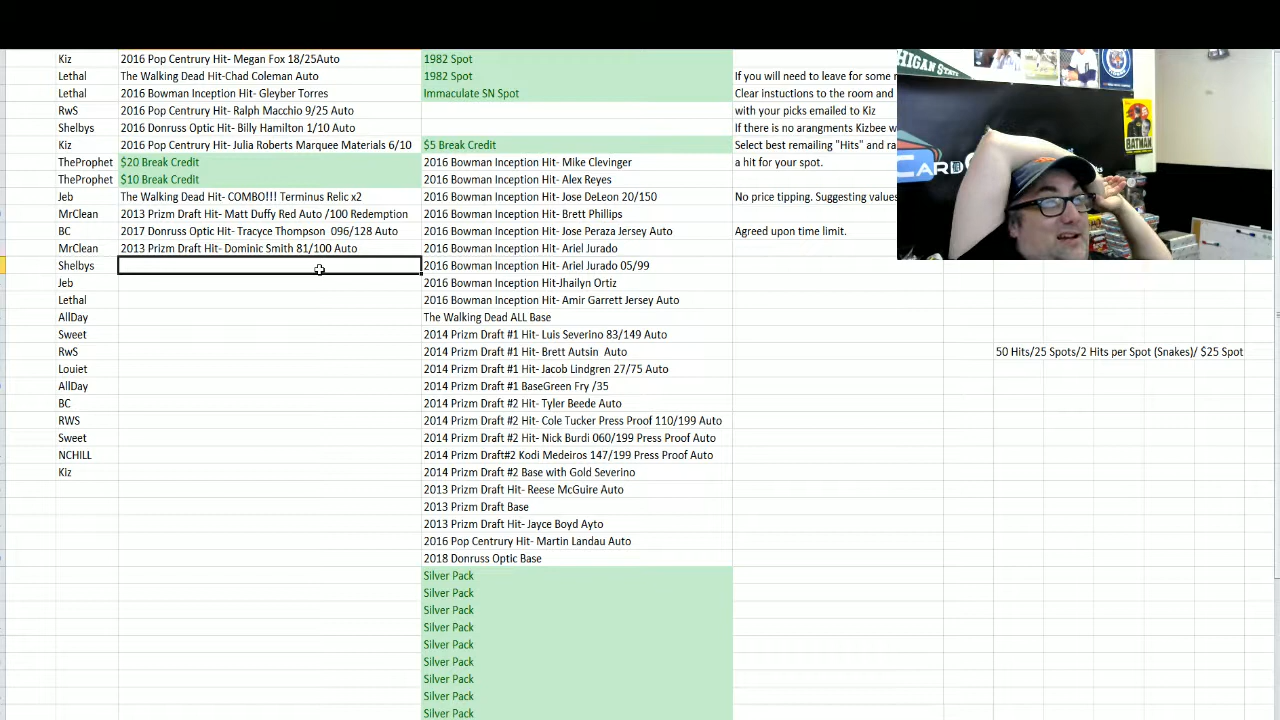 Kiz 2016 Pop Centrury Hit- Megan Fox 18/25Auto 1982 Spot
Lethal The Walking Dead Hit-Chad Coleman Auto 1982 Spot If you will need to leave for some
Lethal 2016 Bowman Inception Hit- Gleyber Torres Immaculate SN Spot Clear instuctions to the room and
RwS 2016 Pop Centrury Hit- Ralph Macchio 9/25 Auto with your picks emailed to Kiz
Shelbys 2016 Donruss Optic Hit- Billy Hamilton 1/10 Auto If there is no arangments Kizbee w
Kiz 2016 Pop Centrury Hit- Julia Roberts Marquee Materials 6/10 $5 Break Credit Select best remailing "Hits" and ra
TheProphet $20 Break Credit 2016 Bowman Inception Hit- Mike Clevinger a hit for your spot.
TheProphet $10 Break Credit 2016 Bowman Inception Hit- Alex Reyes
Jeb The Walking Dead Hit- COMBO!!! Terminus Relic x2 2016 Bowman Inception Hit- Jose DeLeon 20/150 No price tipping. Suggesting values
MrClean 2013 Prizm Draft Hit- Matt Duffy Red Auto /100 Redemption 2016 Bowman Inception Hit- Brett Phillips
BC 2017 Donruss Optic Hit- Tracyce Thompson 096/125 Auto 2016 Bowman Inception Hit- Jose Peraza Jersey Auto Agreed upon time limit.
MrClean 2013 Prizm Draft Hit- Dominic Smith 81/100 Auto 2016 Bowman Inception Hit- Ariel Jurado
Shelbys 2016 Bowman Inception Hit- Ariel Jurado 05/99
Jeb 2016 Bowman Inception Hit-Jhailyn Ortiz
Lethal 2016 Bowman Inception Hit- Amir Garrett Jersey Auto
AllDay The Walking Dead ALL Base
Sweet 2014 Prizm Draft #1 Hit- Luis Severino 83/149 Auto
RwS 2014 Prizm Draft #1 Hit- Brett Autsin Auto 50 Hits/25 Spots/2 Hits per Spot (Snakes)/ $25 Spot
Louiet 2014 Prizm Draft #1 Hit- Jacob Lindgren 27/75 Auto
AllDay 2014 Prizm Draft #1 BaseGreen Fry /35
BC 2014 Prizm Draft #2 Hit- Tyler Beede Auto
RWS 2014 Prizm Draft #2 Hit- Cole Tucker Press Proof 110/199 Auto
Sweet 2014 Prizm Draft #2 Hit- Nick Burdi 060/199 Press Proof Auto
NCHILL 2014 Prizm Draft#2 Kodi Medeiros 147/199 Press Proof Auto
Kiz 2014 Prizm Draft #2 Base with Gold Severino
2013 Prizm Draft Hit- Reese McGuire Auto
2013 Prizm Draft Base
2013 Prizm Draft Hit- Jayce Boyd Ayto
2016 Pop Centrury Hit- Martin Landau Auto
2018 Donruss Optic Base
Silver Pack
Silver Pack
Silver Pack
Silver Pack
Silver Pack
Silver Pack
Silver Pack
Silver Pack
Silver Pack
HIGAN STATE
CARD
BATMAN